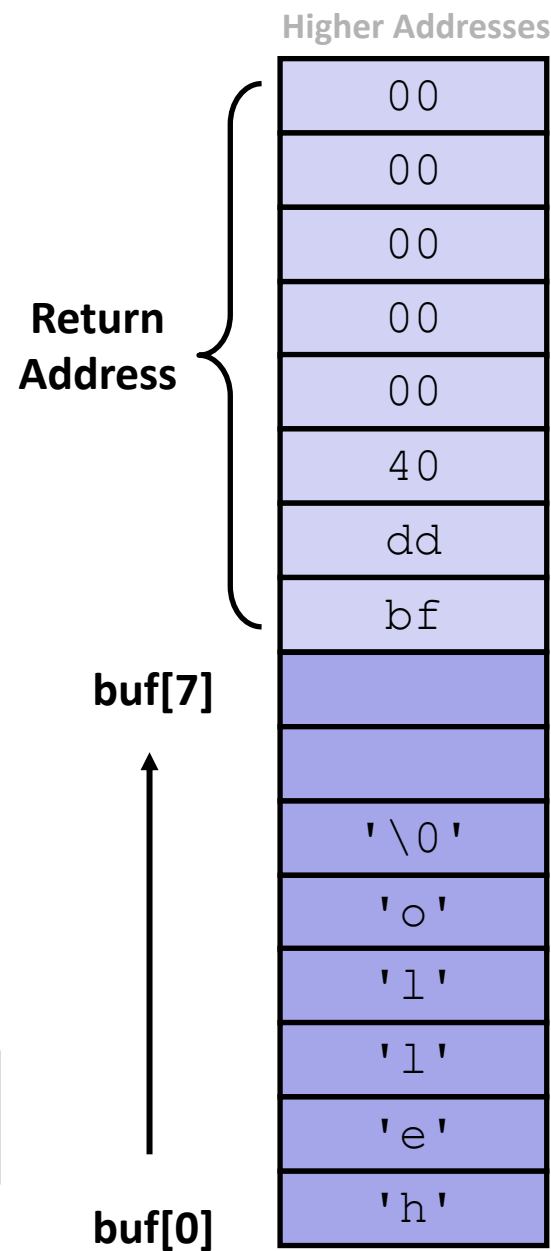 Higher Addresses
00
00
00
00
Return
Address
00
40
dd
bf
buf[7]
'\0'
'o'
'l'
'l'
'e'
'h'
buf[0]